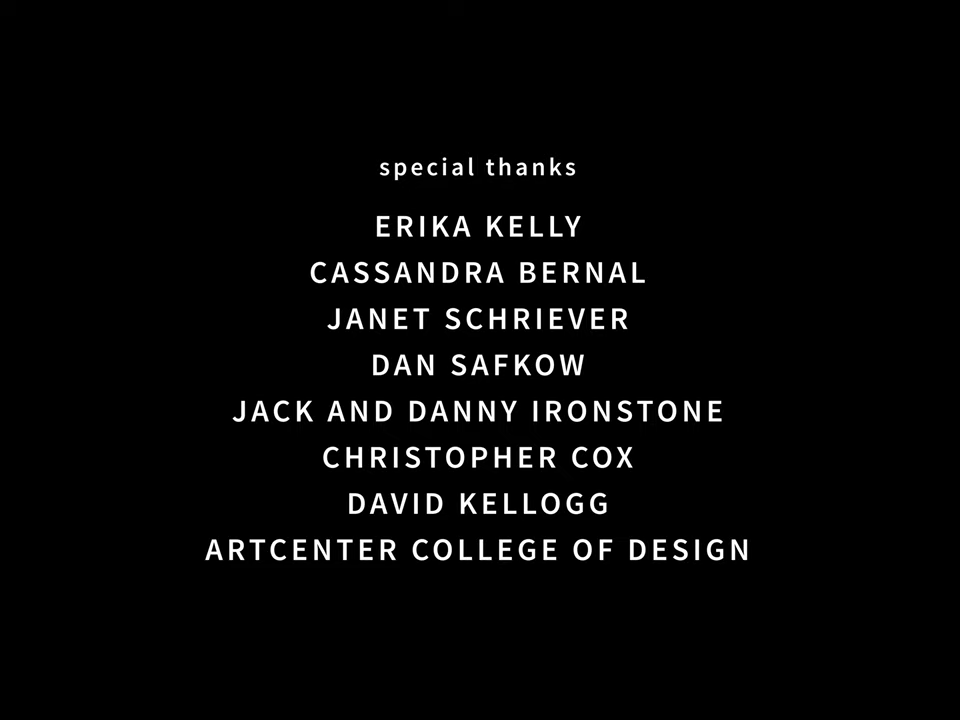 special thanks
ERIKA KELLY
CASSANDRA BERNAL
JANET SCHRIEVER
DAN SAFKOW
JACK AND DANNY IRONSTONE
CHRISTOPHER COX
DAVID KELLOGG
ARTCENTER COLLEGE OF DESIGN